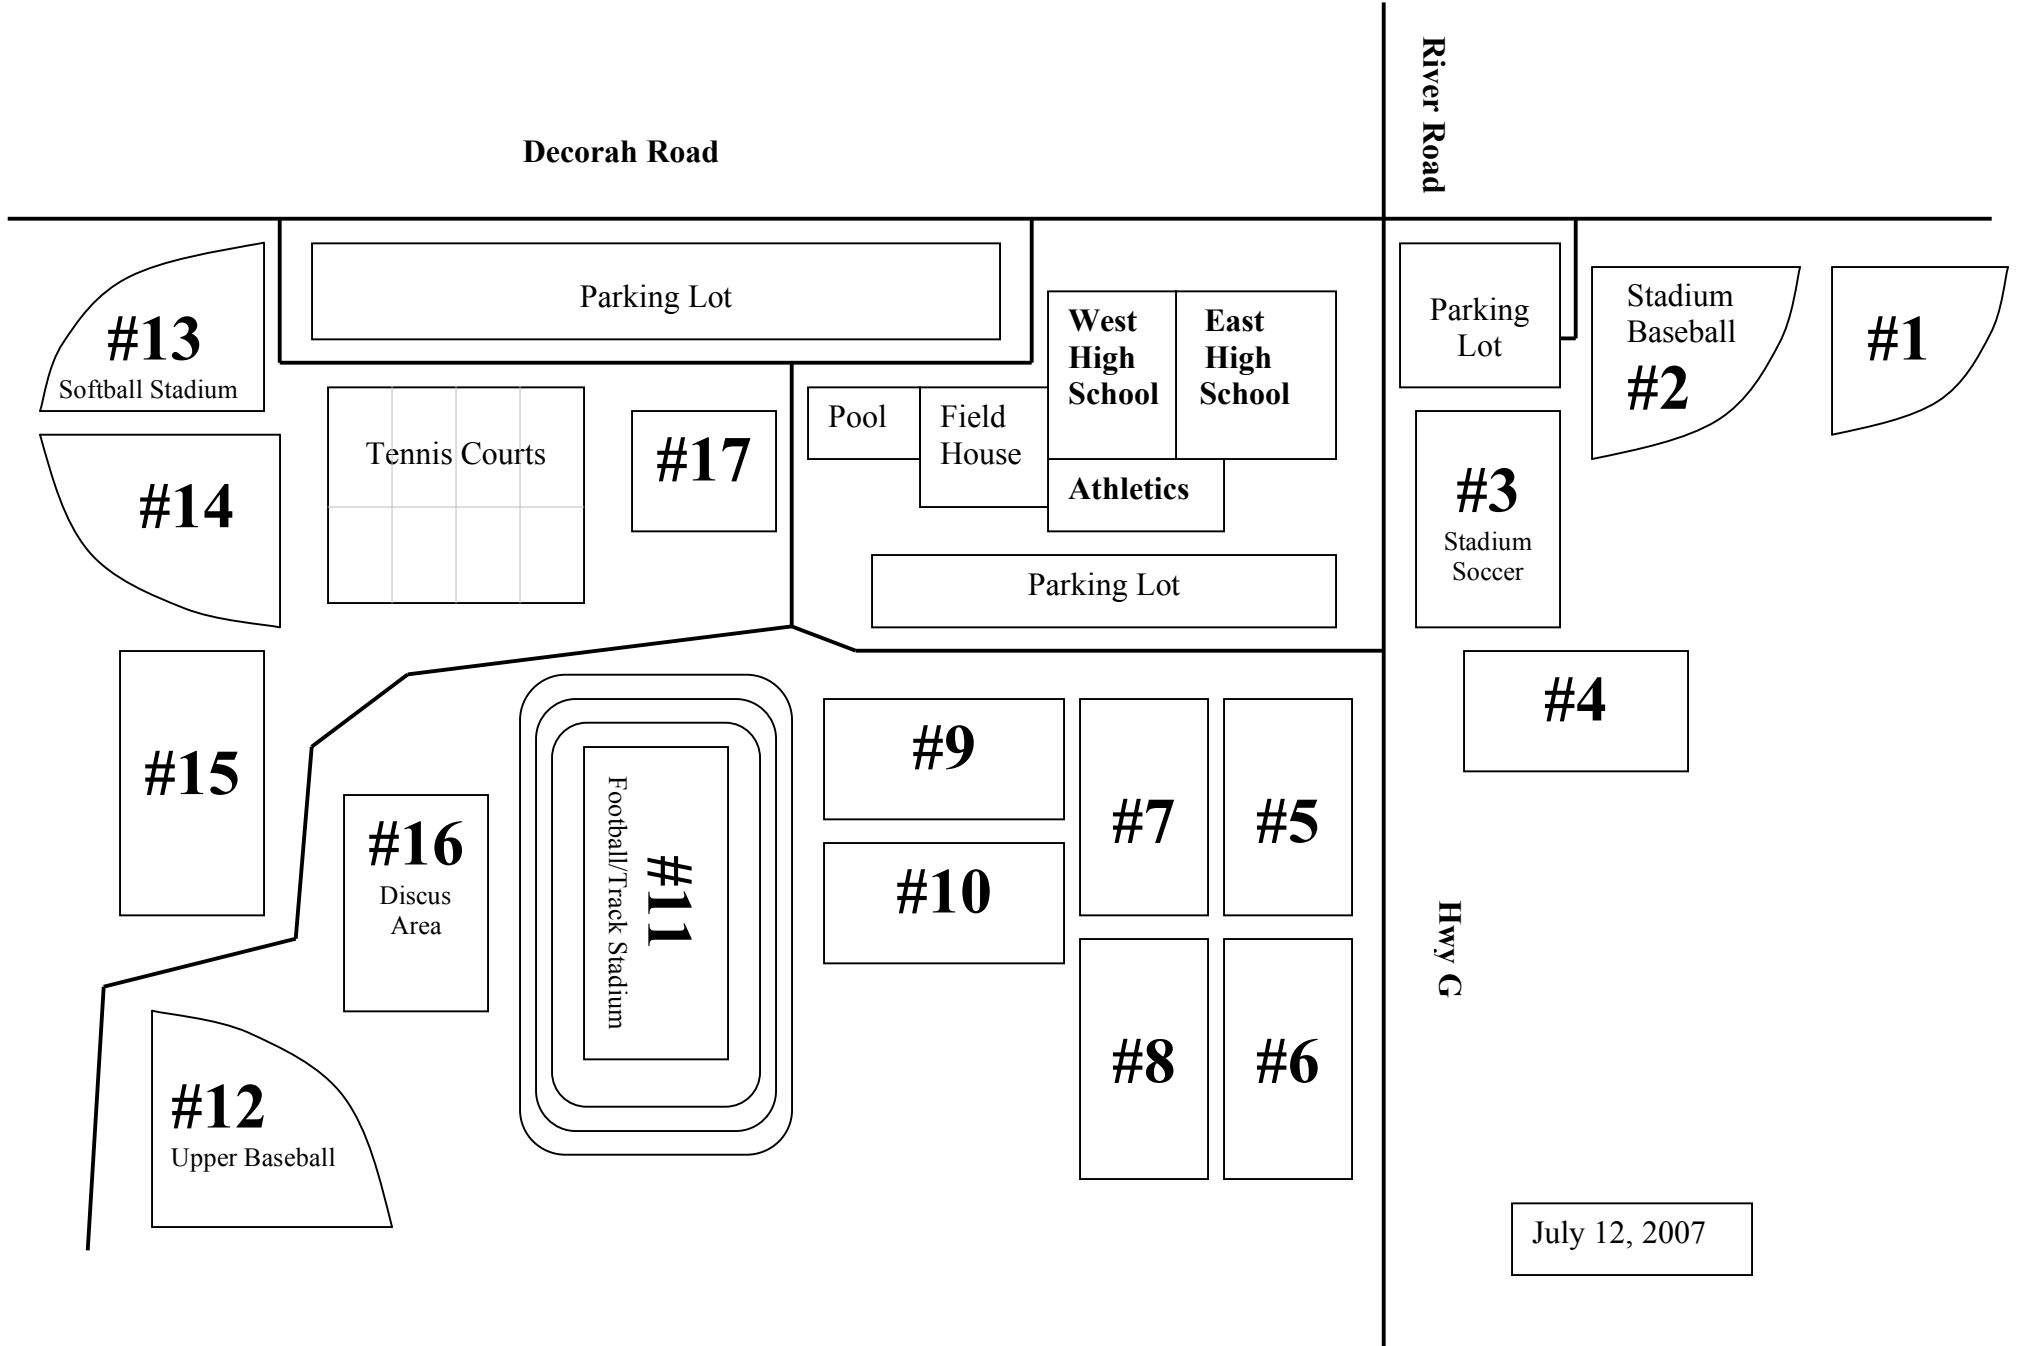 River Road
Decorah Road
Parking Lot
#13
Softball Stadium
West
High
School
East
High
School
Parking
Lot
Stadium
Baseball
#2
#1
#14
Tennis Courts
#17
Pool
Field
House
Athletics
Parking Lot
#3
Stadium
Soccer
#4
#15
#16
Discus
Area
Football/Track Stadium
#11
#9
#10
#7
#5
#8
#6
Hwy G
#12
Upper Baseball
July 12, 2007